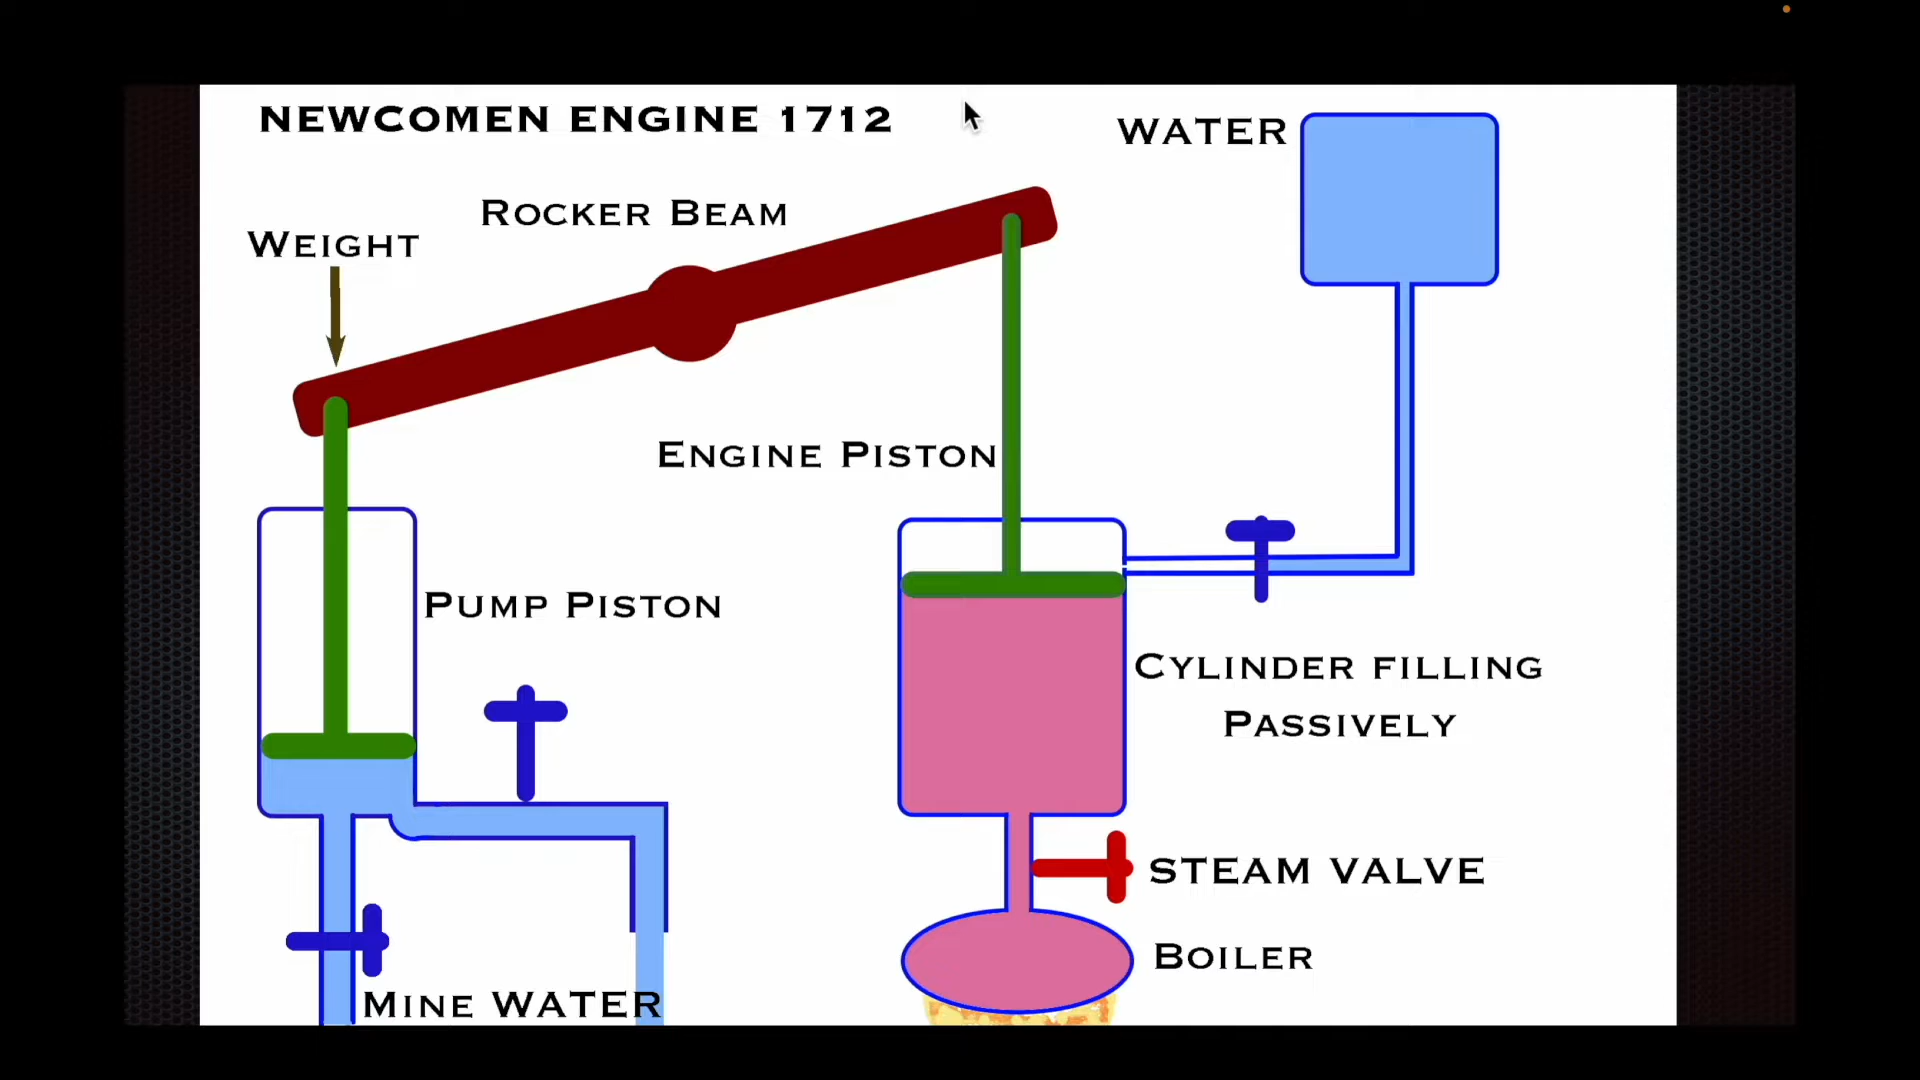 NEWCOMEN ENGINE 1712
WATER
ROCKER BEAM
WEIGHT
ENGINE PISTON
PUMP PISTON
CYLINDER FILLING
PASSIVELY
STEAM VALVE
BOILER
MINE WATER